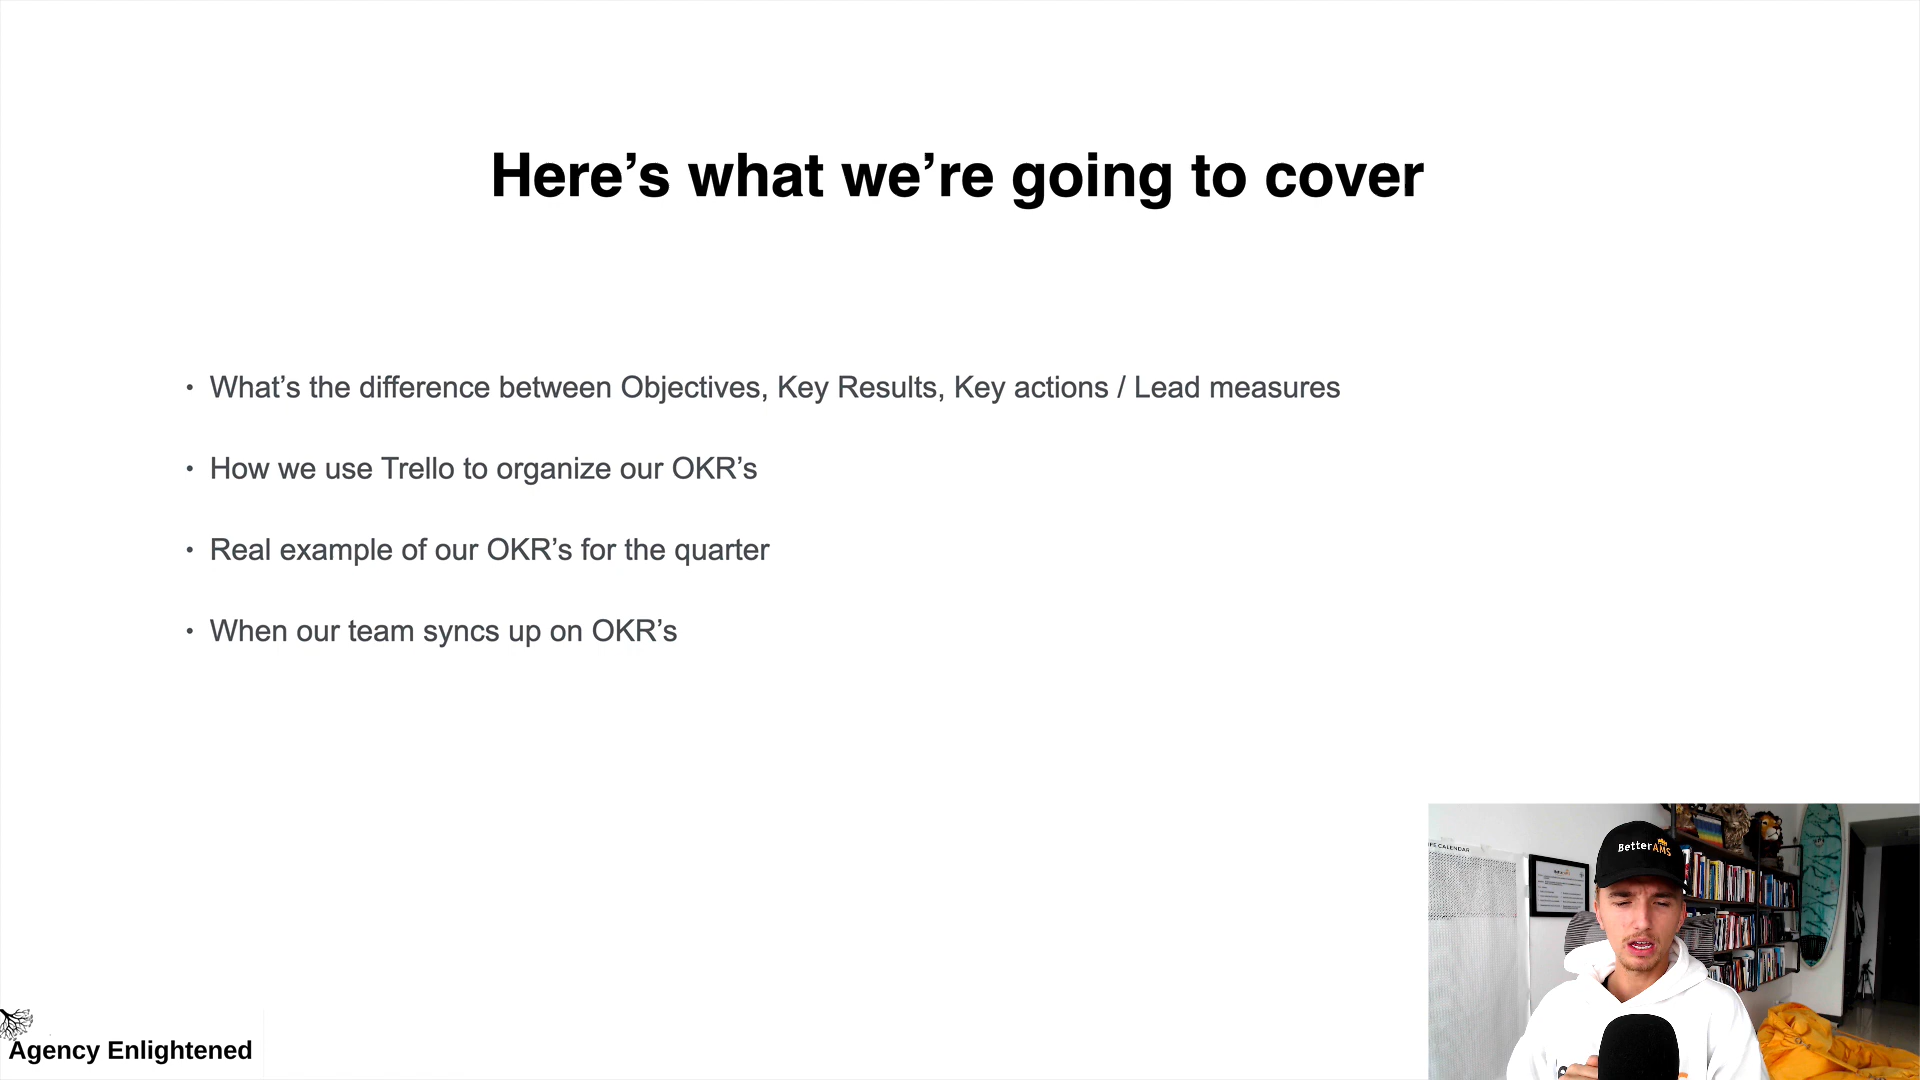 Here’s what we’re going to cover
• What’s the difference between Objectives, Key Results, Key actions / Lead measures
• How we use Trello to organize our OKR’s
• Real example of our OKR’s for the quarter
• When our team syncs up on OKR’s
Agency Enlightened
CALENDAR
BetterAMS